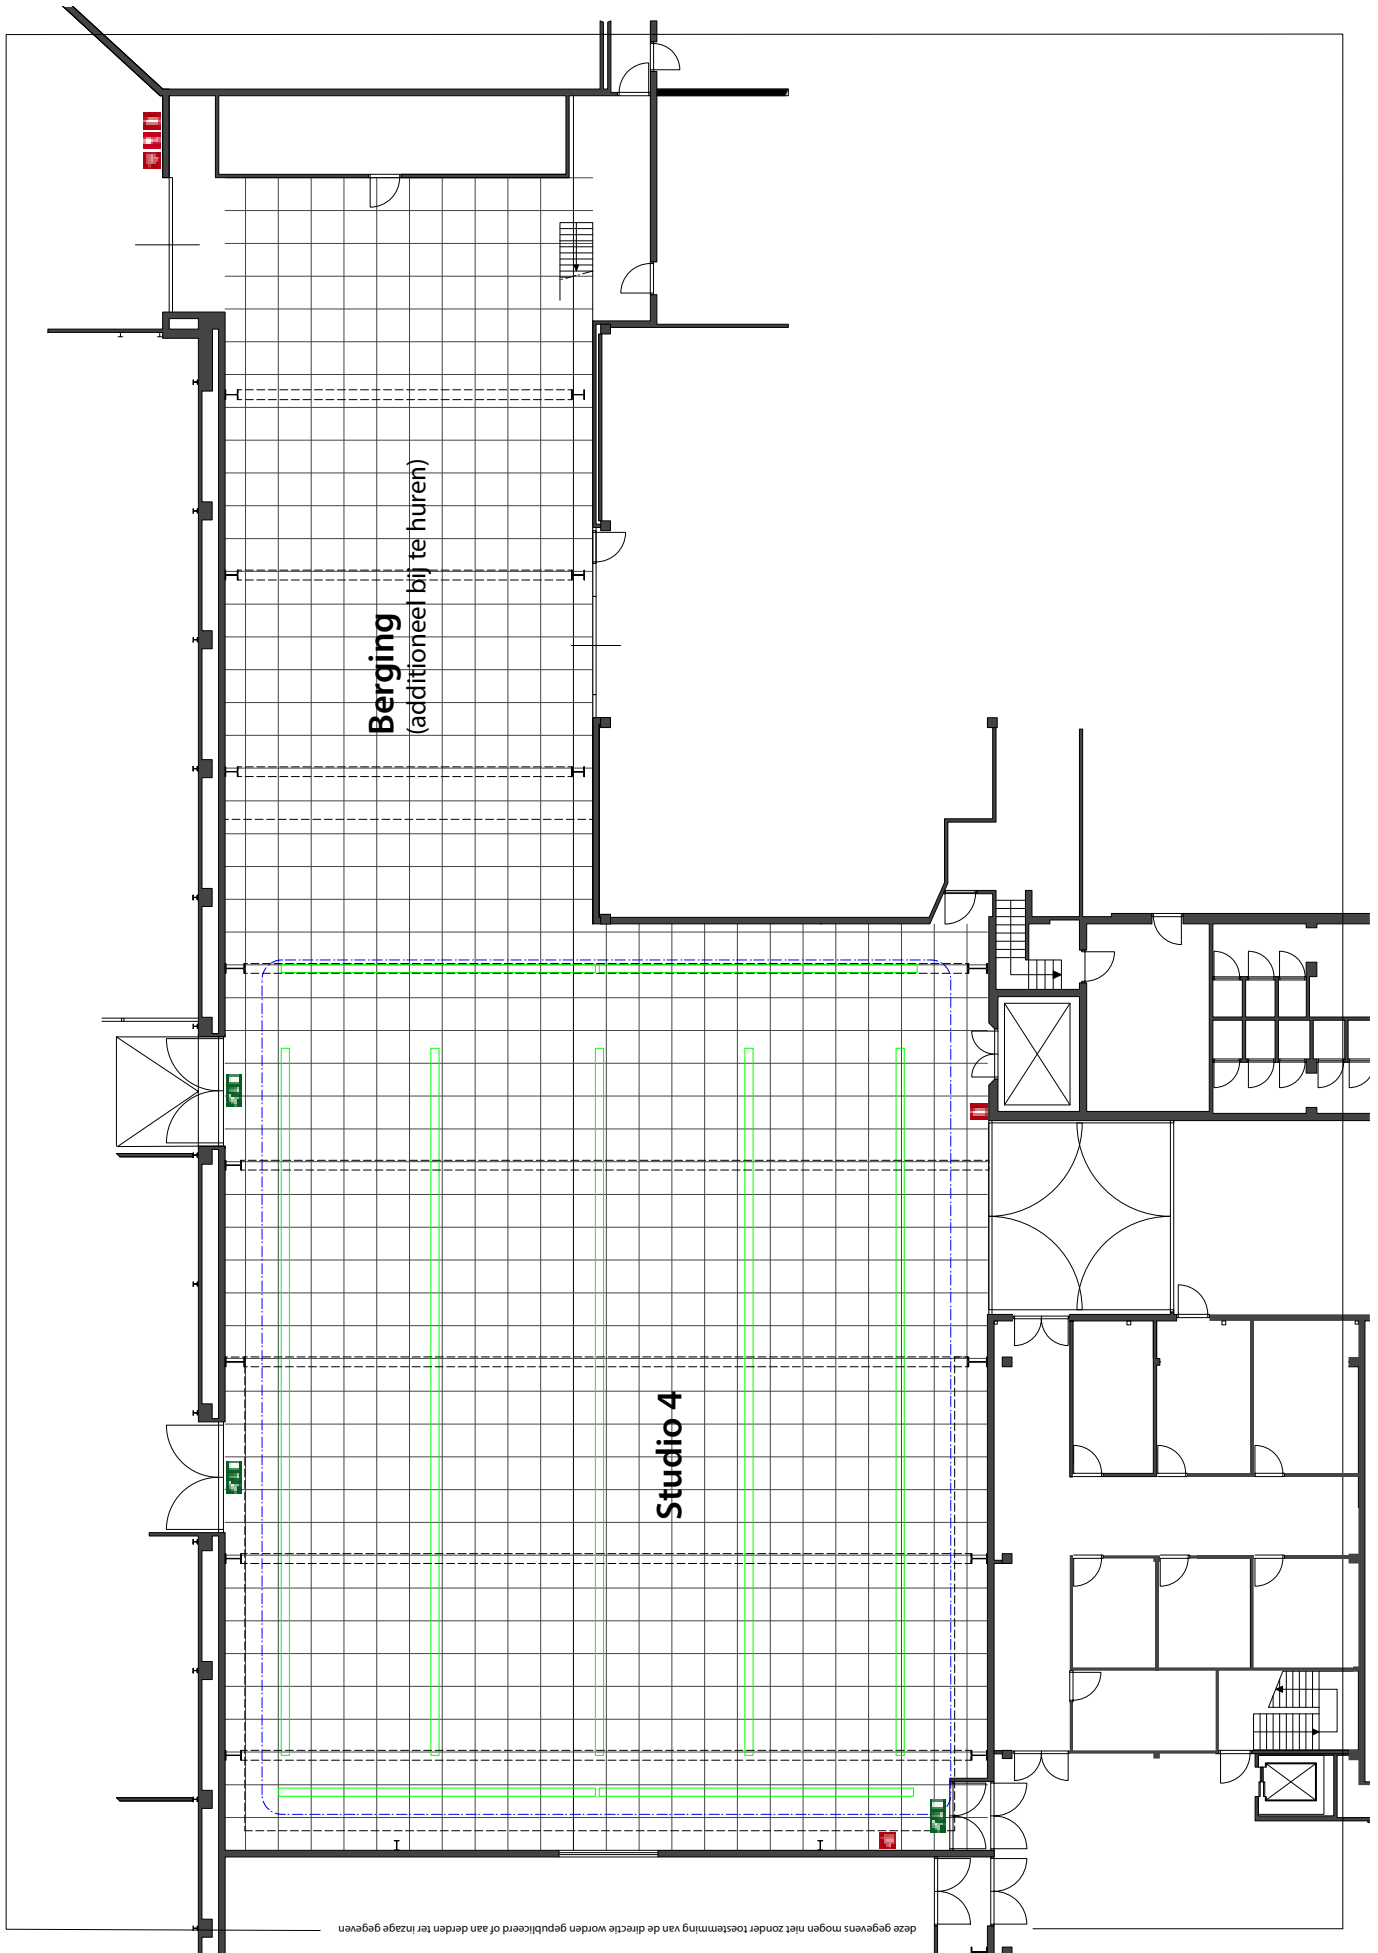 Berging
(additioneel bij te huren)
Studio 4
deze gegevens mogen niet zonder toestemming van de directie worden gepubliceerd of aan derden ter inzage gegeven